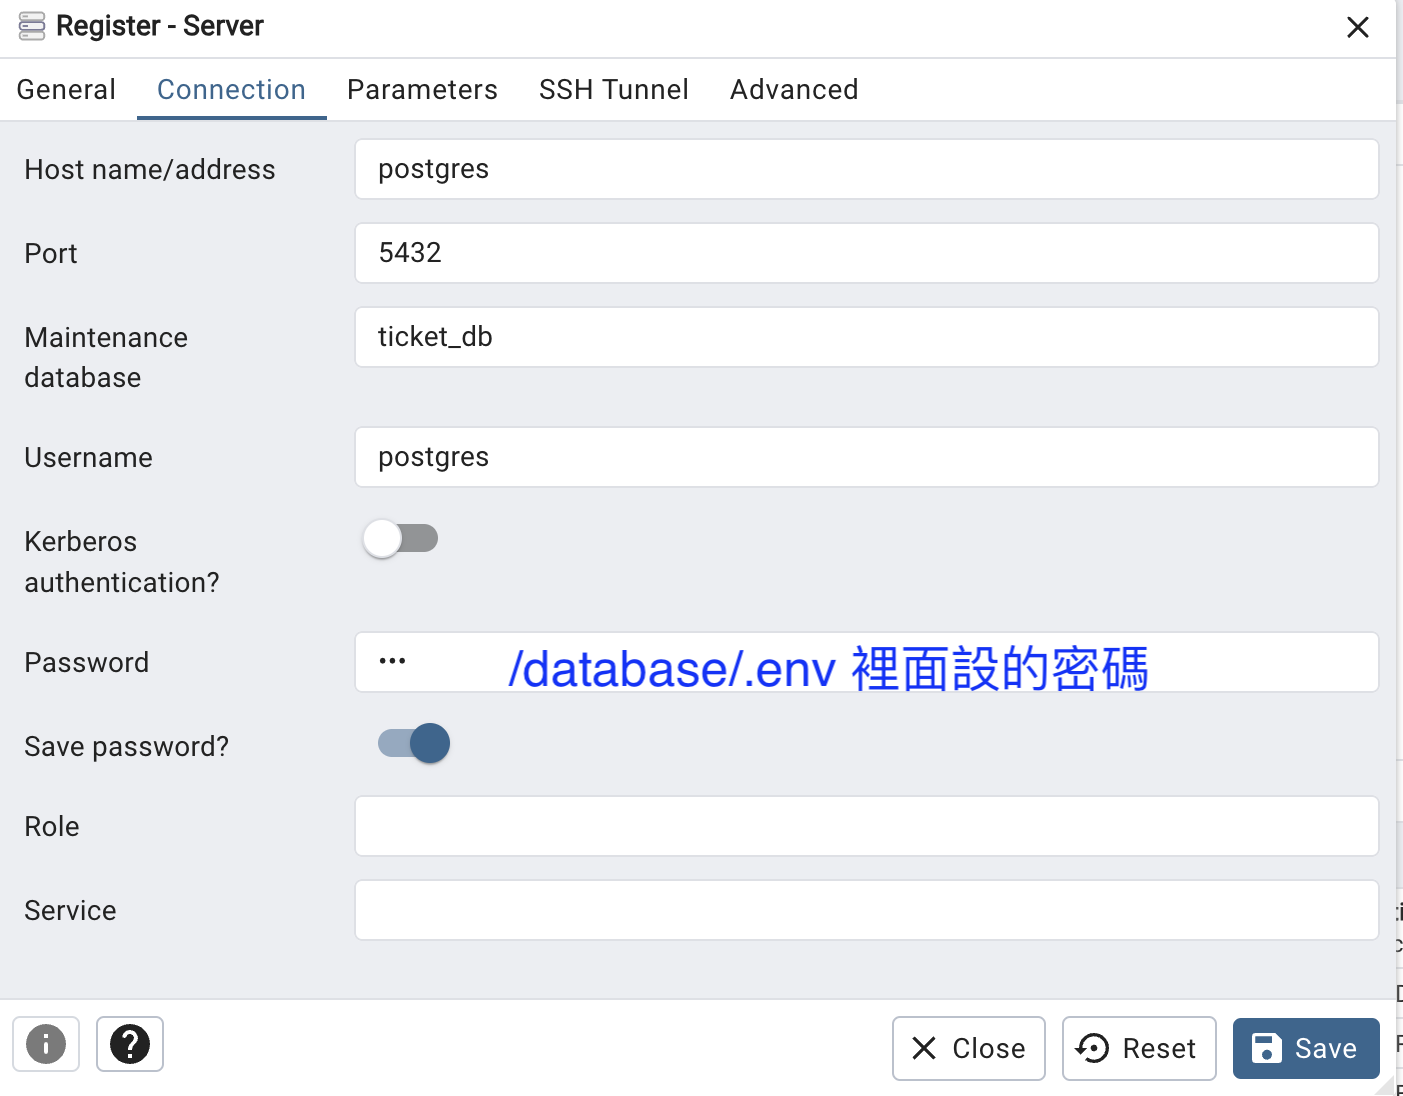 Register - Server
General Connection Parameters SSH Tunnel Advanced
Host name/address postgres
Port 5432
Maintenance database ticket_db
Username postgres
Kerberos authentication?
Password ••• /database/.env 裡面設的密碼
Save password?
Role
Service
Close Reset Save